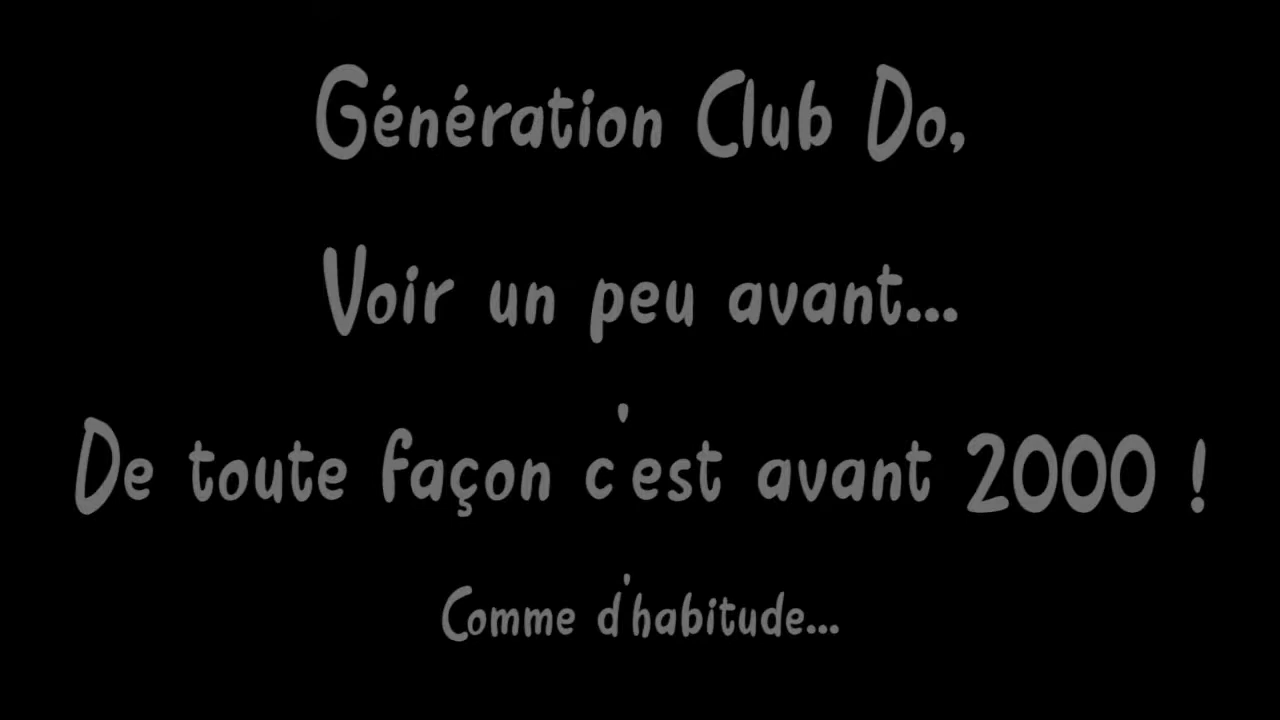 Génération Club Do,
Voir un peu avant...
De toute façon c'est avant 2000 !
Comme d'habitude...